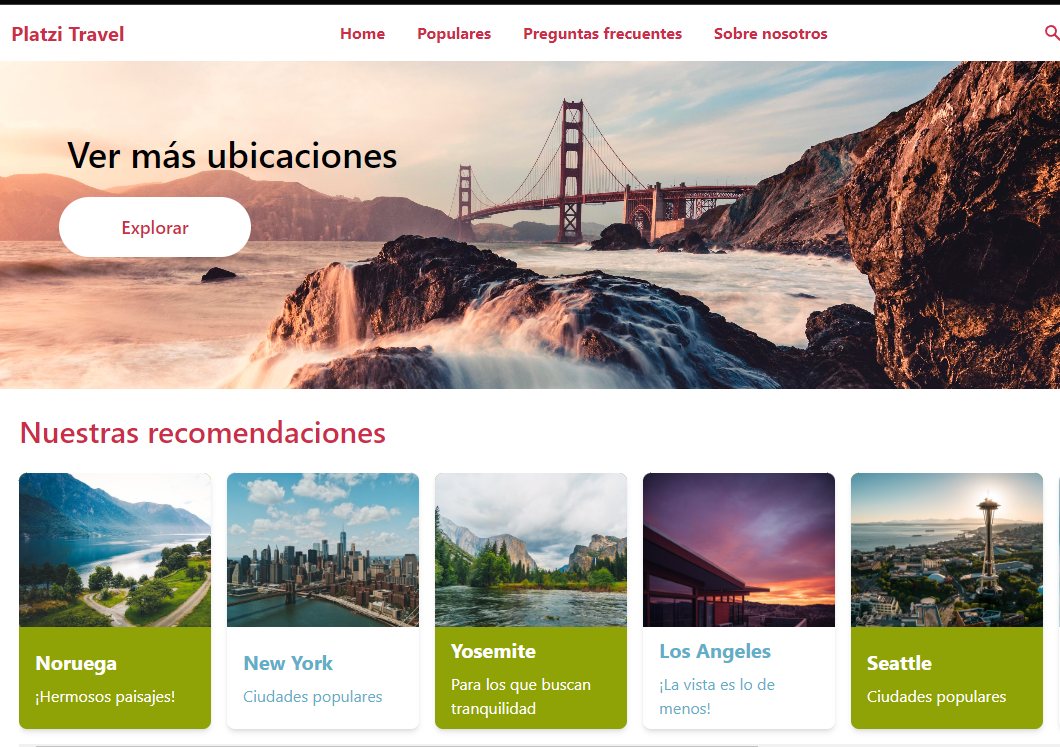 Platzi Travel
Home Populares Preguntas frecuentes Sobre nosotros
Ver más ubicaciones
Explorar
Nuestras recomendaciones
Noruega
¡Hermosos paisajes!
New York
Ciudades populares
Yosemite
Para los que buscan
tranquilidad
Los Angeles
¡La vista es lo de
menos!
Seattle
Ciudades populares